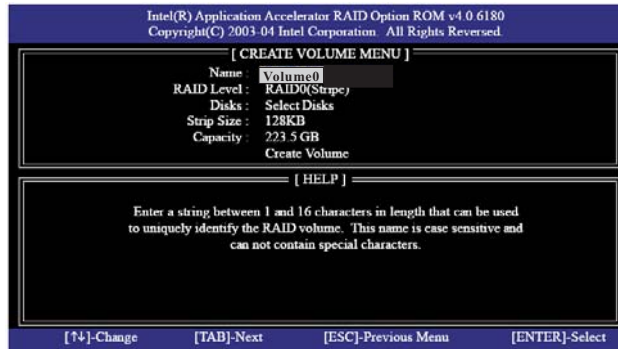 Intel(R) Application Accelerator RAID Option ROM v4.0 6180
Copyright(C) 2003-04 Intel Corporation. All Rights Reversed.
[ CREATE VOLUME MENU ]
Name : Volume0
RAID Level : RAID0(Stripe)
Disks : Select Disks
Strip Size : 128KB
Capacity : 223.5 GB
Create Volume
[ HELP ]
Enter a string between 1 and 16 characters in length that can be used
to uniquely identify the RAID volume. This name is case sensitive and
can not contain special characters.
[↑↓]-Change [TAB]-Next [ESC]-Previous Menu [ENTER]-Select